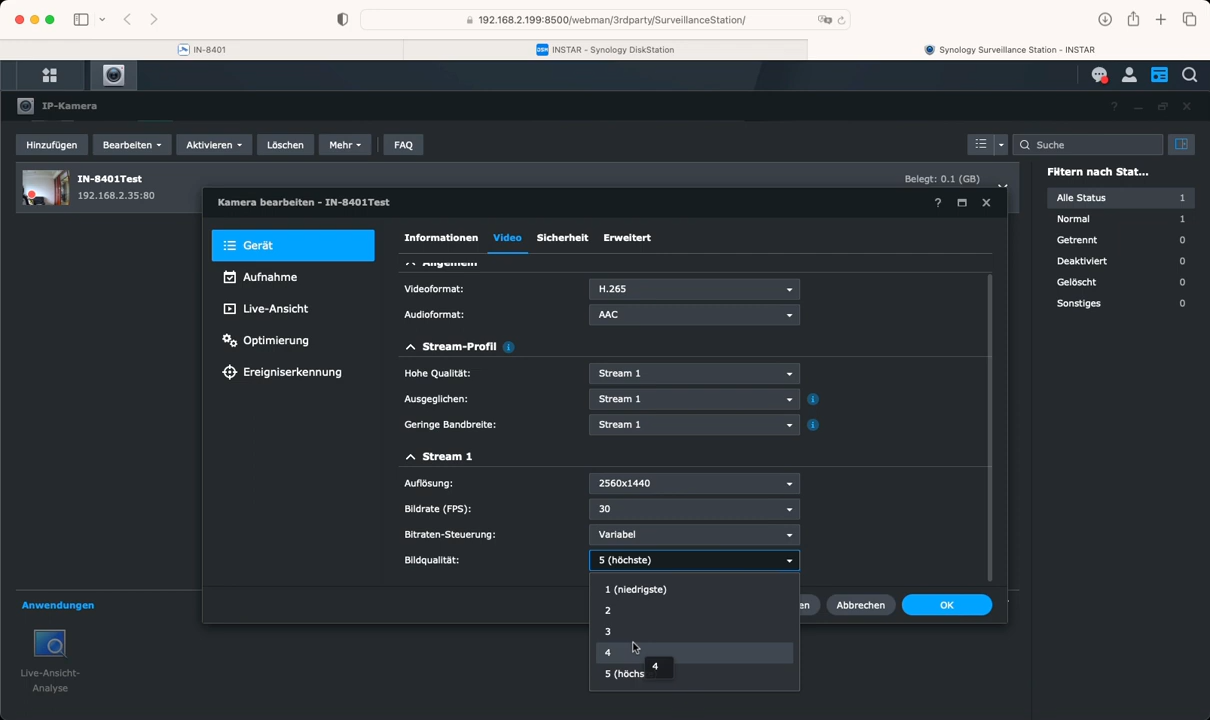 192.168.2.199:8500/webman/3rdparty/SurveillanceStation/
IN-8401
DSM INSTAR - Synology DiskStation
Synology Surveillance Station - INSTAR
IP-Kamera
Hinzufügen
Bearbeiten
Aktivieren
Löschen
Mehr
FAQ
Suche
IN-8401Test
192.168.2.35:80
Belegt: 0.1 (GB)
Filtern nach Stat...
Alle Status 1
Normal 1
Getrennt 0
Deaktiviert 0
Gelöscht 0
Sonstiges 0
Kamera bearbeiten - IN-8401Test
Gerät
Aufnahme
Live-Ansicht
Optimierung
Ereigniserkennung
Informationen Video Sicherheit Erweitert
Allgemein
Videoformat: H.265
Audioformat: AAC
Stream-Profil
Hohe Qualität: Stream 1
Ausgeglichen: Stream 1
Geringe Bandbreite: Stream 1
Stream 1
Auflösung: 2560x1440
Bildrate (FPS): 30
Bitraten-Steuerung: Variabel
Bildqualität: 5 (höchste)
1 (niedrigste)
2
3
4
4
5 (höchs
en
Abbrechen
OK
Anwendungen
Live-Ansicht-
Analyse